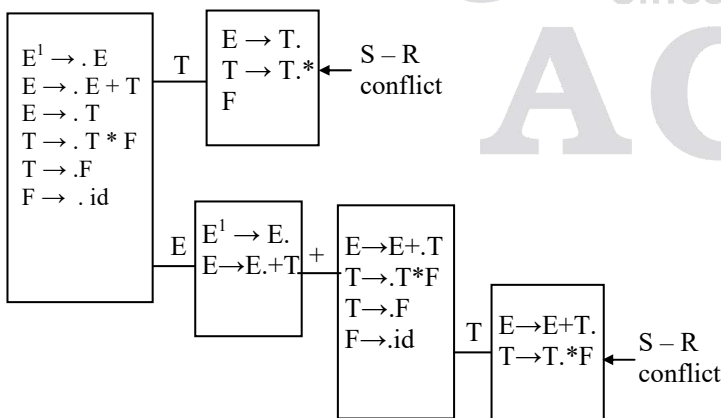 E¹ → . E
E → . E + T
E → . T
T → . T * F
T → .F
F → . id
T
E → T.
T → T.*
F
S – R
conflict
E
E¹ → E.
E→E.+T
+
E→E+.T
T→.T*F
T→.F
F→.id
T
E→E+T.
T→T.*F
S – R
conflict
AC